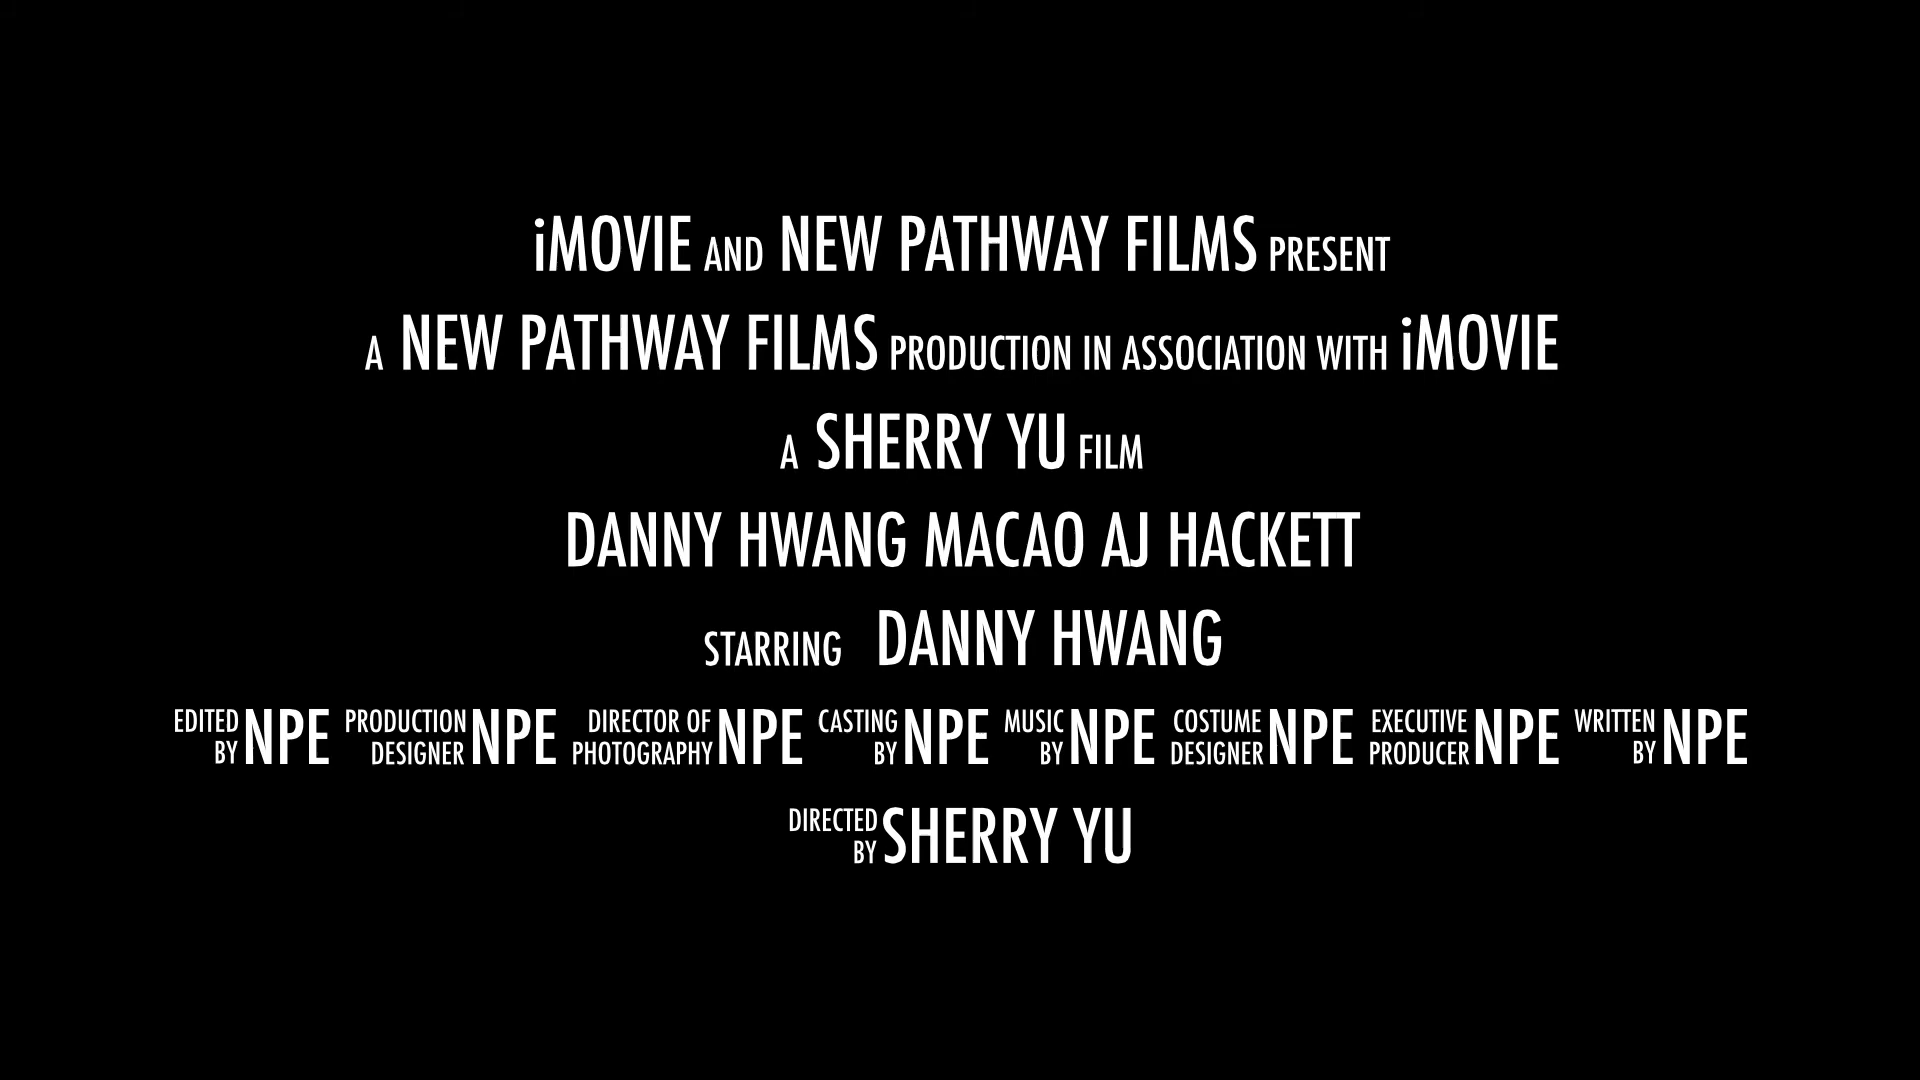 iMOVIE AND NEW PATHWAY FILMS PRESENT
A NEW PATHWAY FILMS PRODUCTION IN ASSOCIATION WITH iMOVIE
A SHERRY YU FILM
DANNY HWANG MACAO AJ HACKETT
STARRING DANNY HWANG
EDITED BY NPE PRODUCTION DESIGNER NPE DIRECTOR OF PHOTOGRAPHY NPE CASTING BY NPE MUSIC BY NPE COSTUME DESIGNER NPE EXECUTIVE PRODUCER NPE WRITTEN BY NPE
DIRECTED BY SHERRY YU